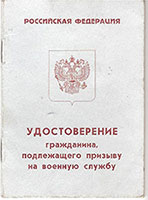 РОССИЙСКАЯ ФЕДЕРАЦИЯ
УДОСТОВЕРЕНИЕ
гражданина,
подлежащего призыву
на военную службу